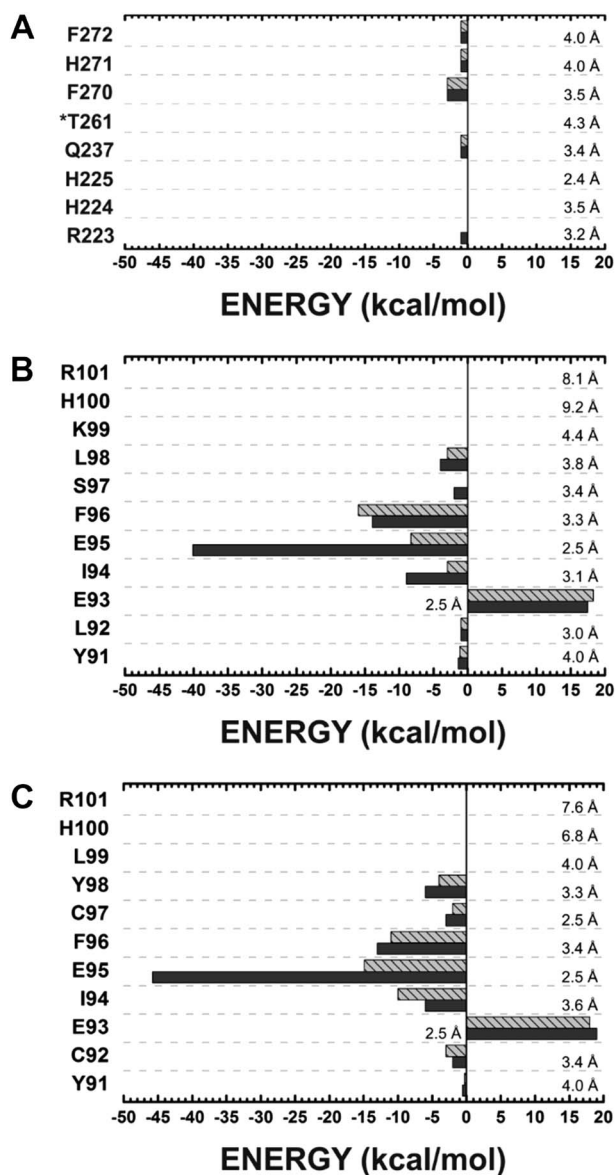 A
F272 4.0 Å
H271 4.0 Å
F270 3.5 Å
*T261 4.3 Å
Q237 3.4 Å
H225 2.4 Å
H224 3.5 Å
R223 3.2 Å
-50 -45 -40 -35 -30 -25 -20 -15 -10 -5 0 5 10 15 20
ENERGY (kcal/mol)
B
R101 8.1 Å
H100 9.2 Å
K99 4.4 Å
L98 3.8 Å
S97 3.4 Å
F96 3.3 Å
E95 2.5 Å
I94 3.1 Å
E93 2.5 Å
L92 3.0 Å
Y91 4.0 Å
-50 -45 -40 -35 -30 -25 -20 -15 -10 -5 0 5 10 15 20
ENERGY (kcal/mol)
C
R101 7.6 Å
H100 6.8 Å
L99 4.0 Å
Y98 3.3 Å
C97 2.5 Å
F96 3.4 Å
E95 2.5 Å
I94 3.6 Å
E93 2.5 Å
C92 3.4 Å
Y91 4.0 Å
-50 -45 -40 -35 -30 -25 -20 -15 -10 -5 0 5 10 15 20
ENERGY (kcal/mol)